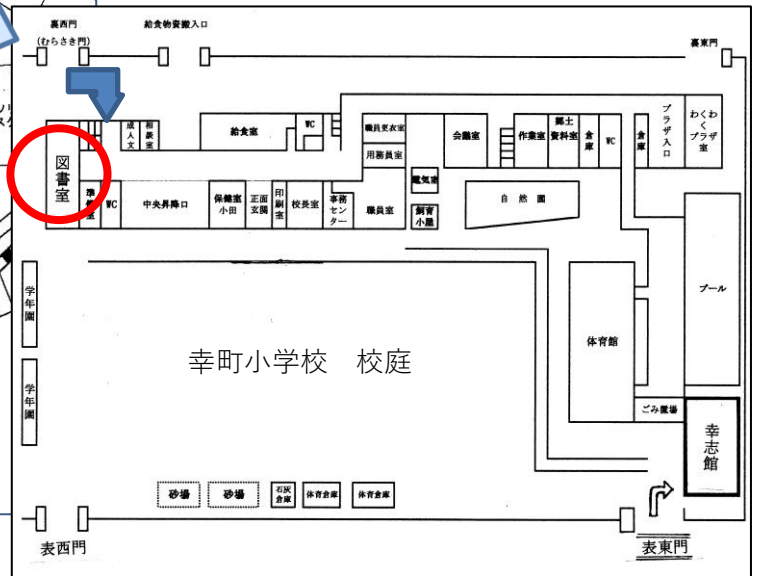 裏西門
(むらさき門)
給食物資搬入口
裏東門
図書室
成人文
相談室
給食室
WC
職員更衣室
用務員室
会議室
作業室
郷土資料室
倉庫
WC
倉庫
プラザ入口
わくわくプラザ室
準備室
WC
中央昇降口
保健室
小田
正面玄関
印刷室
校長室
事務センター
職員室
電気室
飼育小屋
自然園
学年園
学年園
幸町小学校 校庭
体育館
プール
ごみ置場
幸志館
砂場
砂場
石灰倉庫
体育倉庫
体育倉庫
表西門
表東門